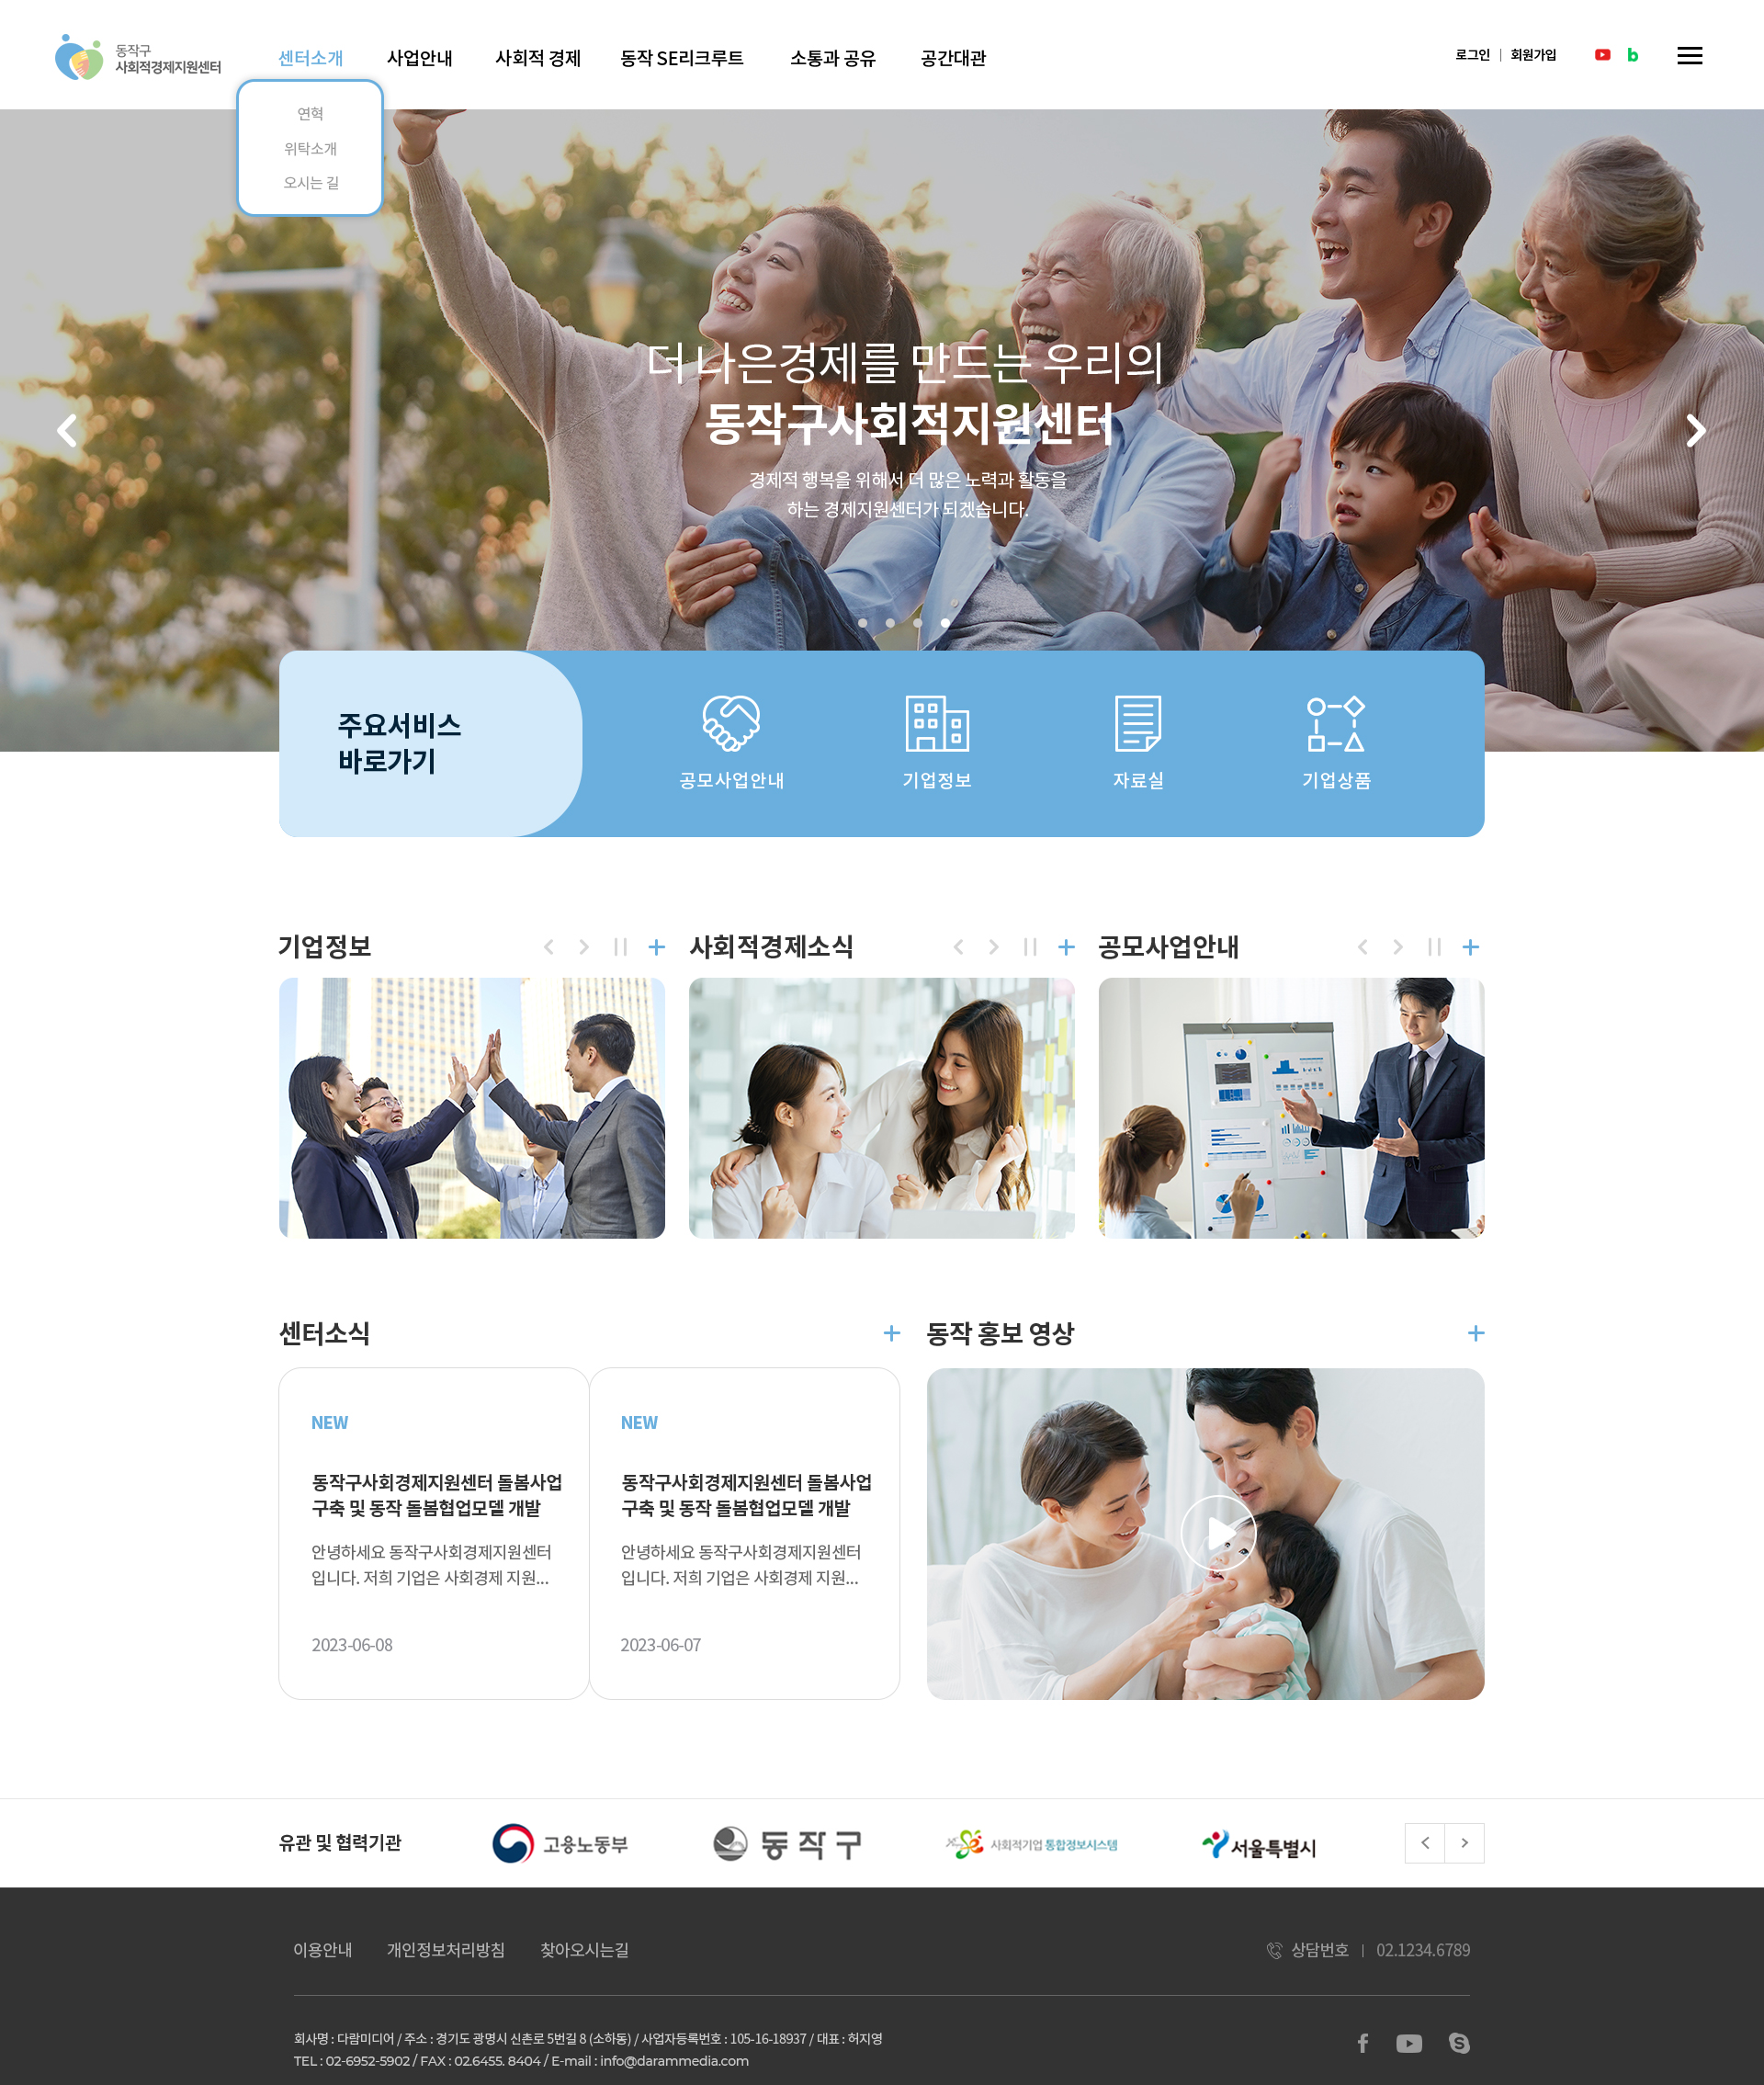 동작구
사회적경제지원센터
센터소개 사업안내 사회적 경제 동작 SE리크루트 소통과 공유 공간대관
로그인 | 회원가입
연혁
위탁소개
오시는 길
더 나은경제를 만드는 우리의
동작구사회적지원센터
경제적 행복을 위해서 더 많은 노력과 활동을
하는 경제지원센터가 되겠습니다.
주요서비스
바로가기
공모사업안내 기업정보 자료실 기업상품
기업정보
사회적경제소식
공모사업안내
센터소식
NEW
동작구사회경제지원센터 돌봄사업
구축 및 동작 돌봄협업모델 개발
안녕하세요 동작구사회경제지원센터
입니다. 저희 기업은 사회경제 지원...
2023-06-08
NEW
동작구사회경제지원센터 돌봄사업
구축 및 동작 돌봄협업모델 개발
안녕하세요 동작구사회경제지원센터
입니다. 저희 기업은 사회경제 지원...
2023-06-07
동작 홍보 영상
유관 및 협력기관
고용노동부
동작구
사회적기업 통합정보시스템
서울특별시
이용안내 개인정보처리방침 찾아오시는길
상담번호 | 02.1234.6789
회사명 : 다람미디어 / 주소 : 경기도 광명시 신촌로 5번길 8 (소하동) / 사업자등록번호 : 105-16-18937 / 대표 : 허지영
TEL : 02-6952-5902 / FAX : 02.6455. 8404 / E-mail : info@darammedia.com